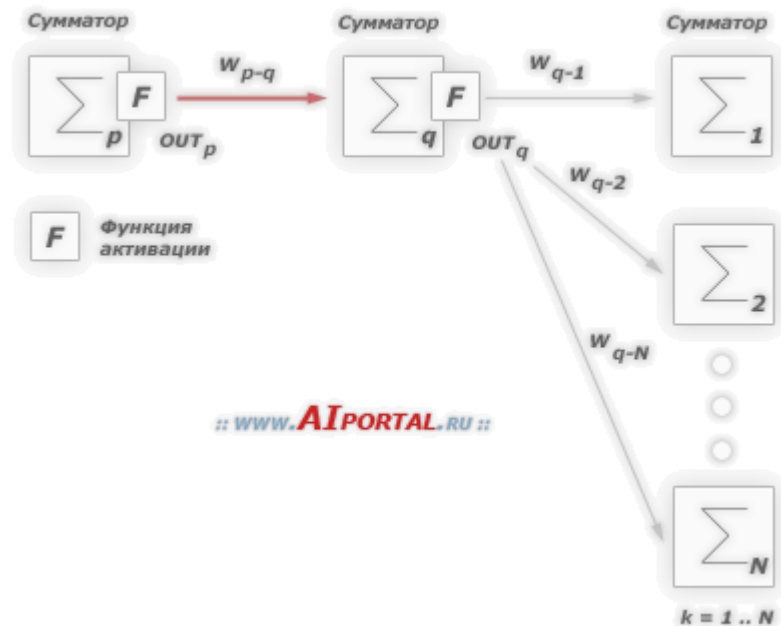 Сумматор Сумматор Сумматор
W p-q W q-1
F F
p q 1
OUT p OUT q
W q-2
F Функция
активации
2
W q-N
:: WWW.AIPORTAL.RU ::
N
k = 1 .. N